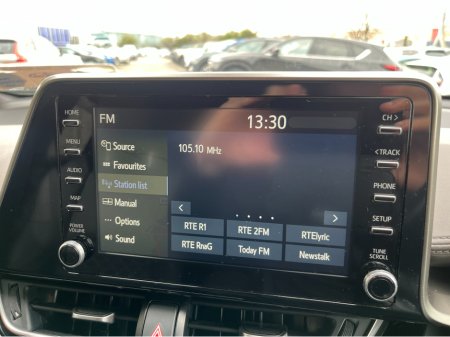 FM
13:30
HOME
MENU
AUDIO
MAP
POWER
VOLUME
Source
Favourites
Station list
Manual
Options
Sound
105.10 MHz
<
>
RTE R1
RTE 2FM
RTElyric
RTE RnaG
Today FM
Newstalk
CH >
< TRACK
PHONE
SETUP
TUNE
SCROLL